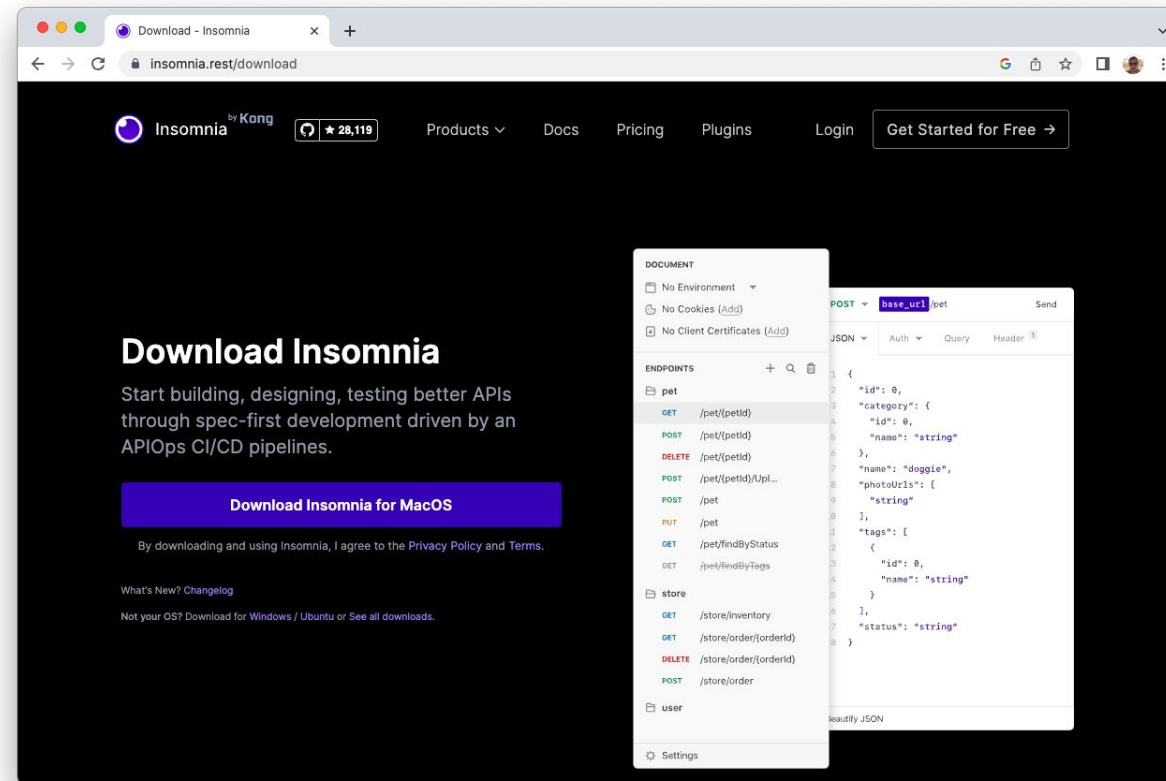 Download - Insomnia
insomnia.rest/download
Insomnia by Kong
28,119
Products
Docs
Pricing
Plugins
Login
Get Started for Free →
Download Insomnia
Start building, designing, testing better APIs
through spec-first development driven by an
APIOps CI/CD pipelines.
Download Insomnia for MacOS
By downloading and using Insomnia, I agree to the Privacy Policy and Terms.
What's New? Changelog
Not your OS? Download for Windows / Ubuntu or See all downloads.
DOCUMENT
No Environment
No Cookies (Add)
No Client Certificates (Add)
ENDPOINTS
pet
GET /pet/{petId}
POST /pet/{petId}
DELETE /pet/{petId}
POST /pet/{petId}/Upl...
POST /pet
PUT /pet
GET /pet/findByStatus
GET /pet/findByTags
store
GET /store/inventory
GET /store/order/{orderId}
DELETE /store/order/{orderId}
POST /store/order
user
Settings
POST base_url /pet Send
JSON Auth Query Header 1
{
"id": 0,
"category": {
"id": 0,
"name": "string"
},
"name": "doggie",
"photoUrls": [
"string"
],
"tags": [
{
"id": 0,
"name": "string"
}
],
"status": "string"
}
Beautify JSON